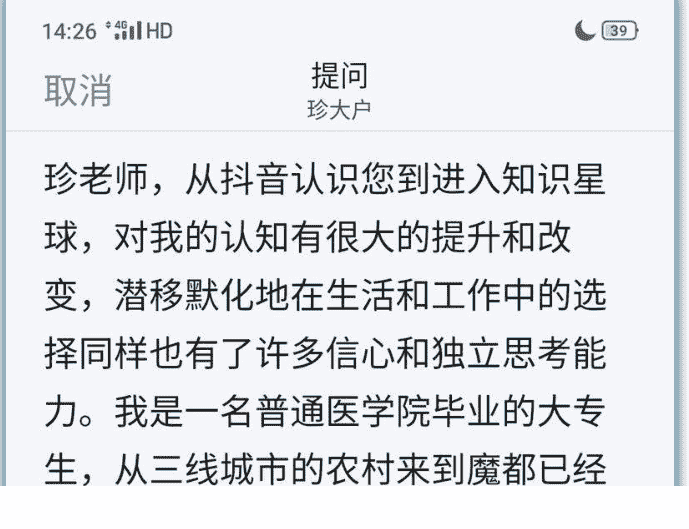 14:26 4G HD 39
取消
提问
珍大户
珍老师，从抖音认识您到进入知识星
球，对我的认知有很大的提升和改
变，潜移默化地在生活和工作中的选
择同样也有了许多信心和独立思考能
力。我是一名普通医学院毕业的大专
生，从三线城市的农村来到魔都已经